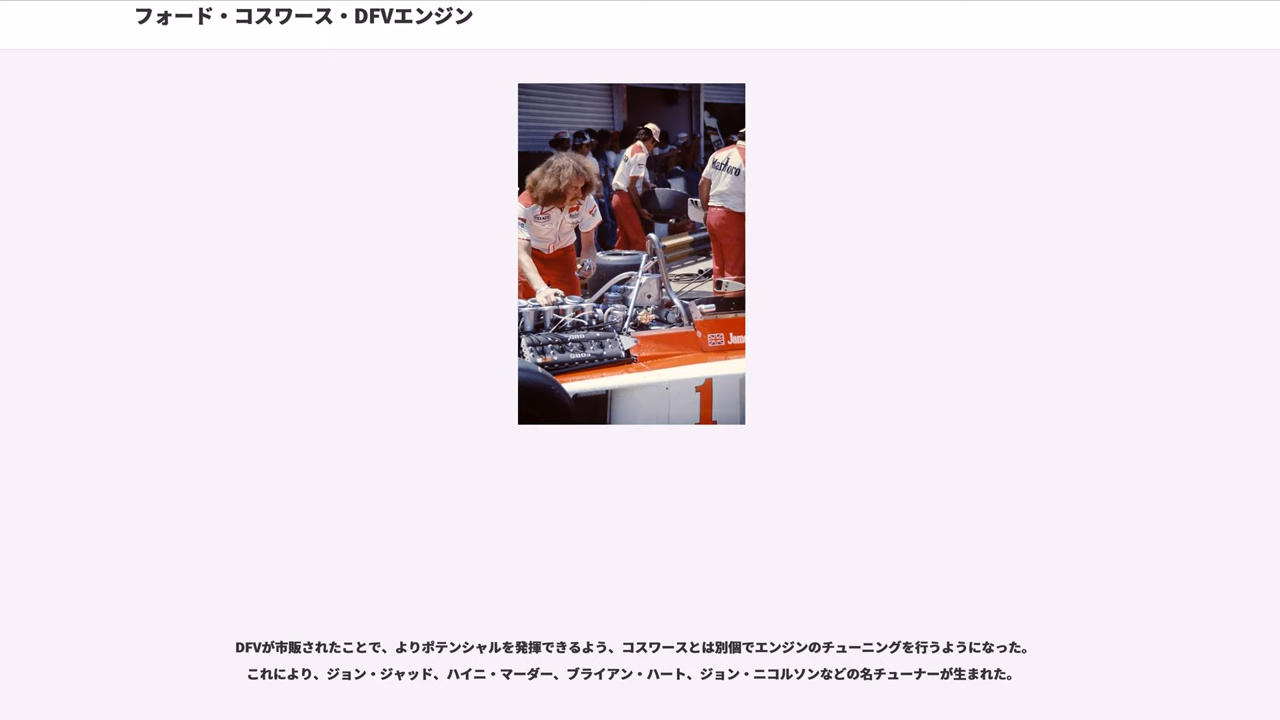 フォード・コスワース・DFVエンジン
Marlboro
TEXACO
FORD
Jame
1
DFVが市販されたことで、よりポテンシャルを発揮できるよう、コスワースとは別個でエンジンのチューニングを行うようになった。
これにより、ジョン・ジャッド、ハイニ・マーダー、ブライアン・ハート、ジョン・ニコルソンなどの名チューナーが生まれた。